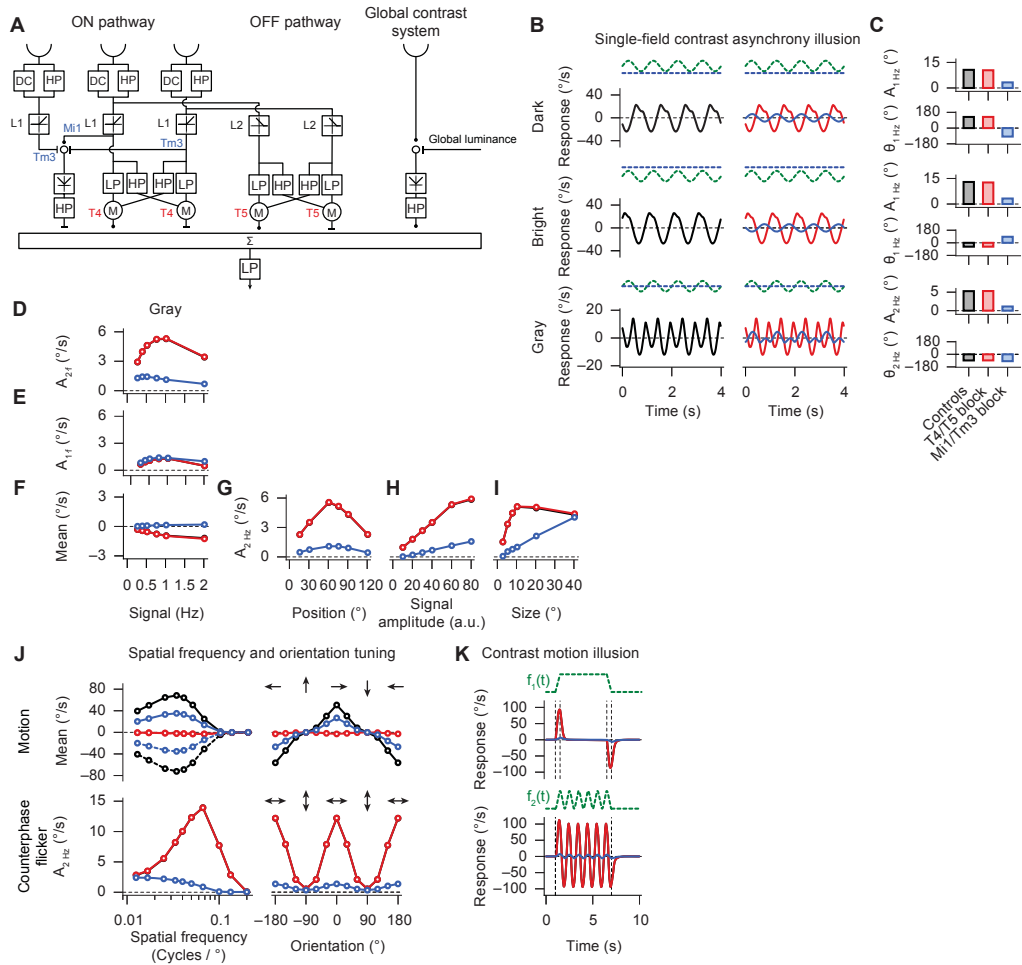 A
ON pathway
OFF pathway
Global contrast
system
DC
HP
DC
HP
DC
HP
L1
L1
L1
L2
L2
Mi1
Tm3
Tm3
Global luminance
HP
LP
HP
HP
LP
LP
HP
HP
LP
HP
T4
M
T4
M
T5
M
T5
M
Σ
LP
B
Single-field contrast asynchrony illusion
Dark
Response (°/s)
40
0
−40
Bright
Response (°/s)
40
0
−40
Gray
Response (°/s)
20
0
−20
0
2
4
Time (s)
0
2
4
Time (s)
C
A1 Hz (°)
15
0
θ1 Hz (°)
180
0
−180
A1 Hz (°)
15
0
θ1 Hz (°)
180
0
−180
A2 Hz (°)
5
0
θ2 Hz (°)
180
0
−180
Controls
T4/T5 block
Mi1/Tm3 block
D
Gray
A2·f (°/s)
6
3
0
E
A1·f (°/s)
6
3
0
F
Mean (°/s)
3
0
−3
0
0.5
1
1.5
2
Signal (Hz)
G
A2 Hz (°/s)
6
3
0
0
30
60
90
120
Position (°)
H
0
20
40
60
80
Signal
amplitude (a.u.)
I
0
10
20
30
40
Size (°)
J
Spatial frequency and orientation tuning
Motion
Mean (°/s)
80
40
0
−40
−80
Counterphase
flicker
A2 Hz (°/s)
15
10
5
0
0.01
0.1
Spatial frequency
(Cycles / °)
−180
−90
0
90
180
Orientation (°)
K
Contrast motion illusion
f1(t)
Response (°/s)
100
50
0
−50
−100
f2(t)
Response (°/s)
100
50
0
−50
−100
0
5
10
Time (s)